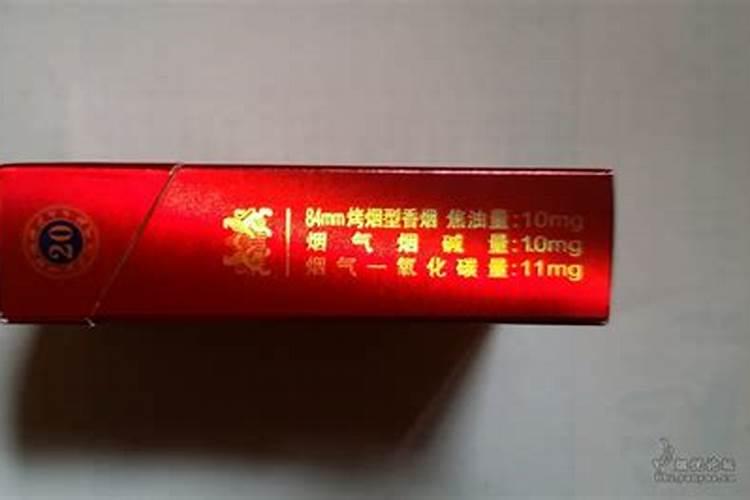 20
84mm烤烟型香烟 焦油量:10mg
烟气烟碱量:1.0mg
烟气一氧化碳量:11mg